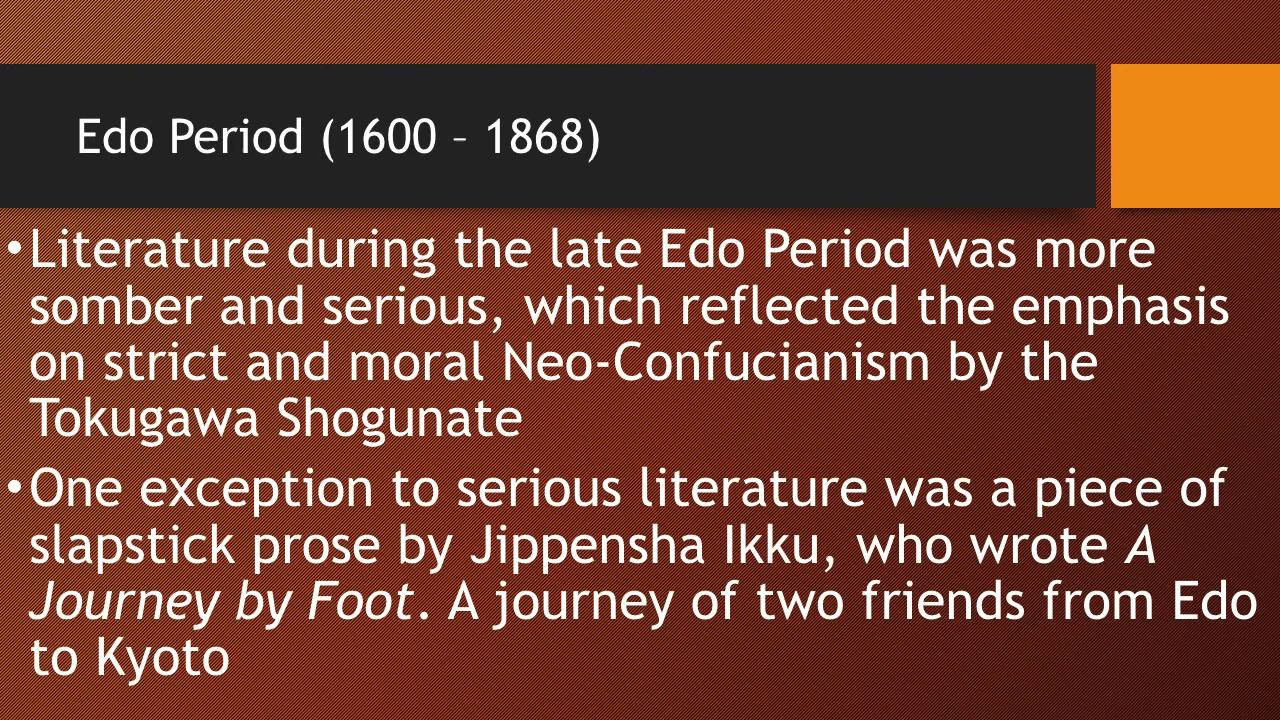 Edo Period (1600 – 1868)
•Literature during the late Edo Period was more
somber and serious, which reflected the emphasis
on strict and moral Neo-Confucianism by the
Tokugawa Shogunate
•One exception to serious literature was a piece of
slapstick prose by Jippensha Ikku, who wrote A
Journey by Foot. A journey of two friends from Edo
to Kyoto